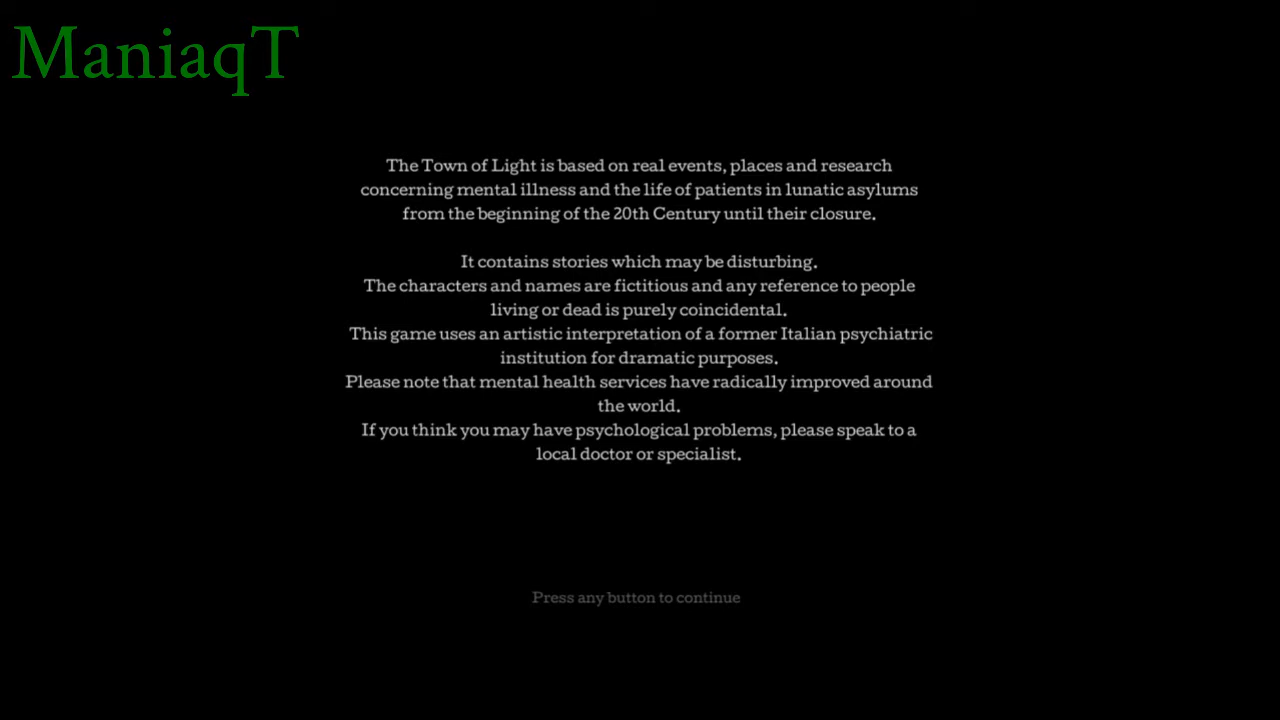 ManiaqT
The Town of Light is based on real events, places and research
concerning mental illness and the life of patients in lunatic asylums
from the beginning of the 20th Century until their closure.
It contains stories which may be disturbing.
The characters and names are fictitious and any reference to people
living or dead is purely coincidental.
This game uses an artistic interpretation of a former Italian psychiatric
institution for dramatic purposes.
Please note that mental health services have radically improved around
the world.
If you think you may have psychological problems, please speak to a
local doctor or specialist.
Press any button to continue